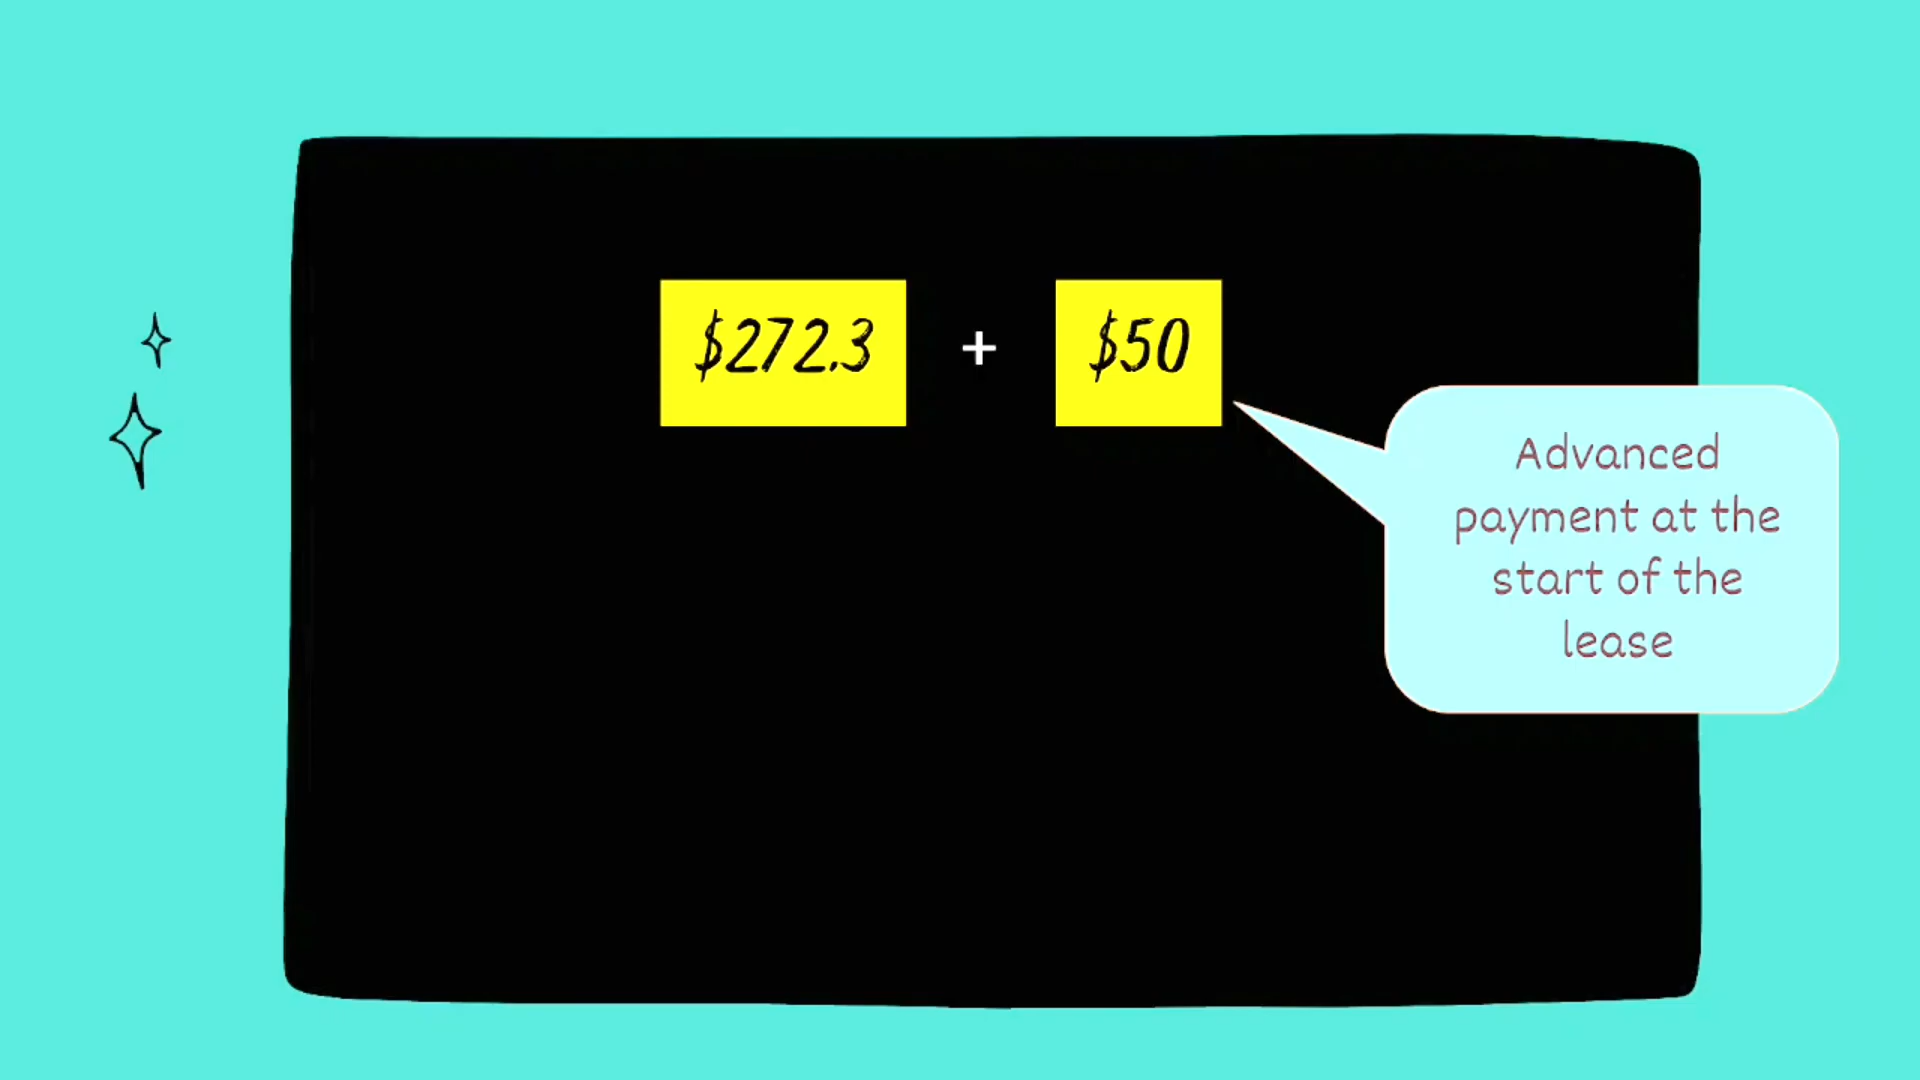 $272.3 + $50
Advanced
payment at the
start of the
lease